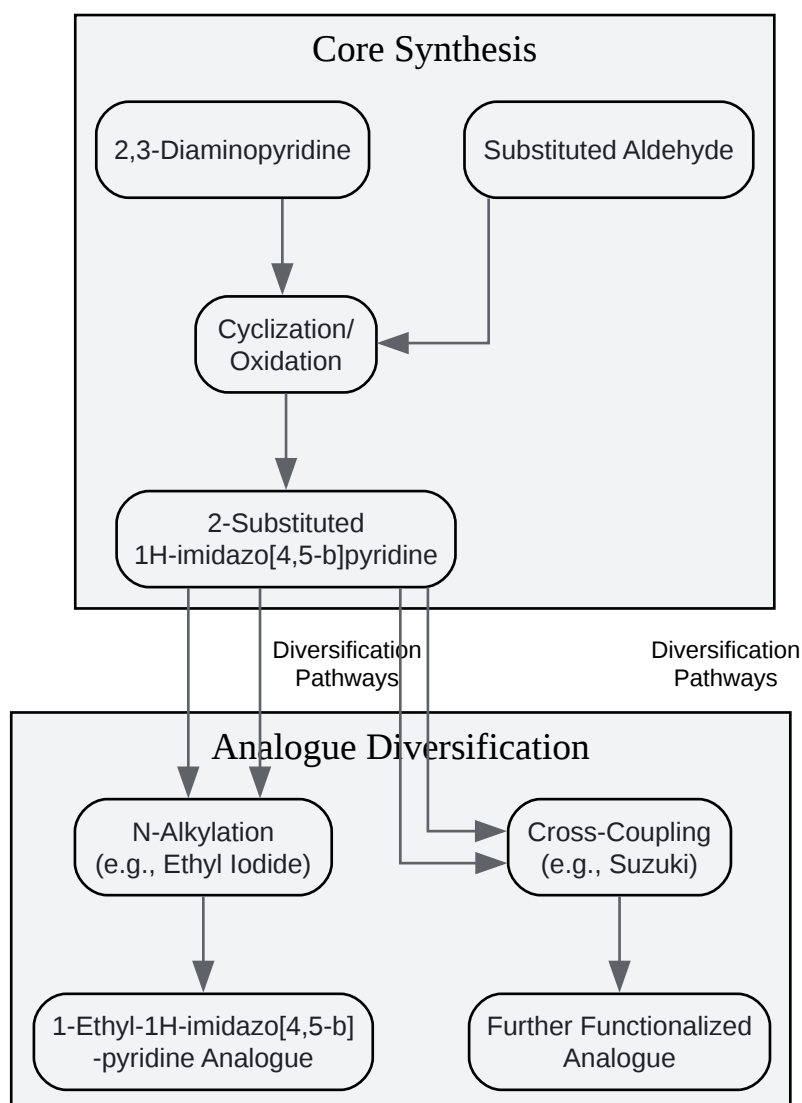 Core Synthesis
2,3-Diaminopyridine
Substituted Aldehyde
Cyclization/
Oxidation
2-Substituted
1H-imidazo[4,5-b]pyridine
Diversification
Pathways
Diversification
Pathways
Analogue Diversification
N-Alkylation
(e.g., Ethyl Iodide)
Cross-Coupling
(e.g., Suzuki)
1-Ethyl-1H-imidazo[4,5-b]
-pyridine Analogue
Further Functionalized
Analogue